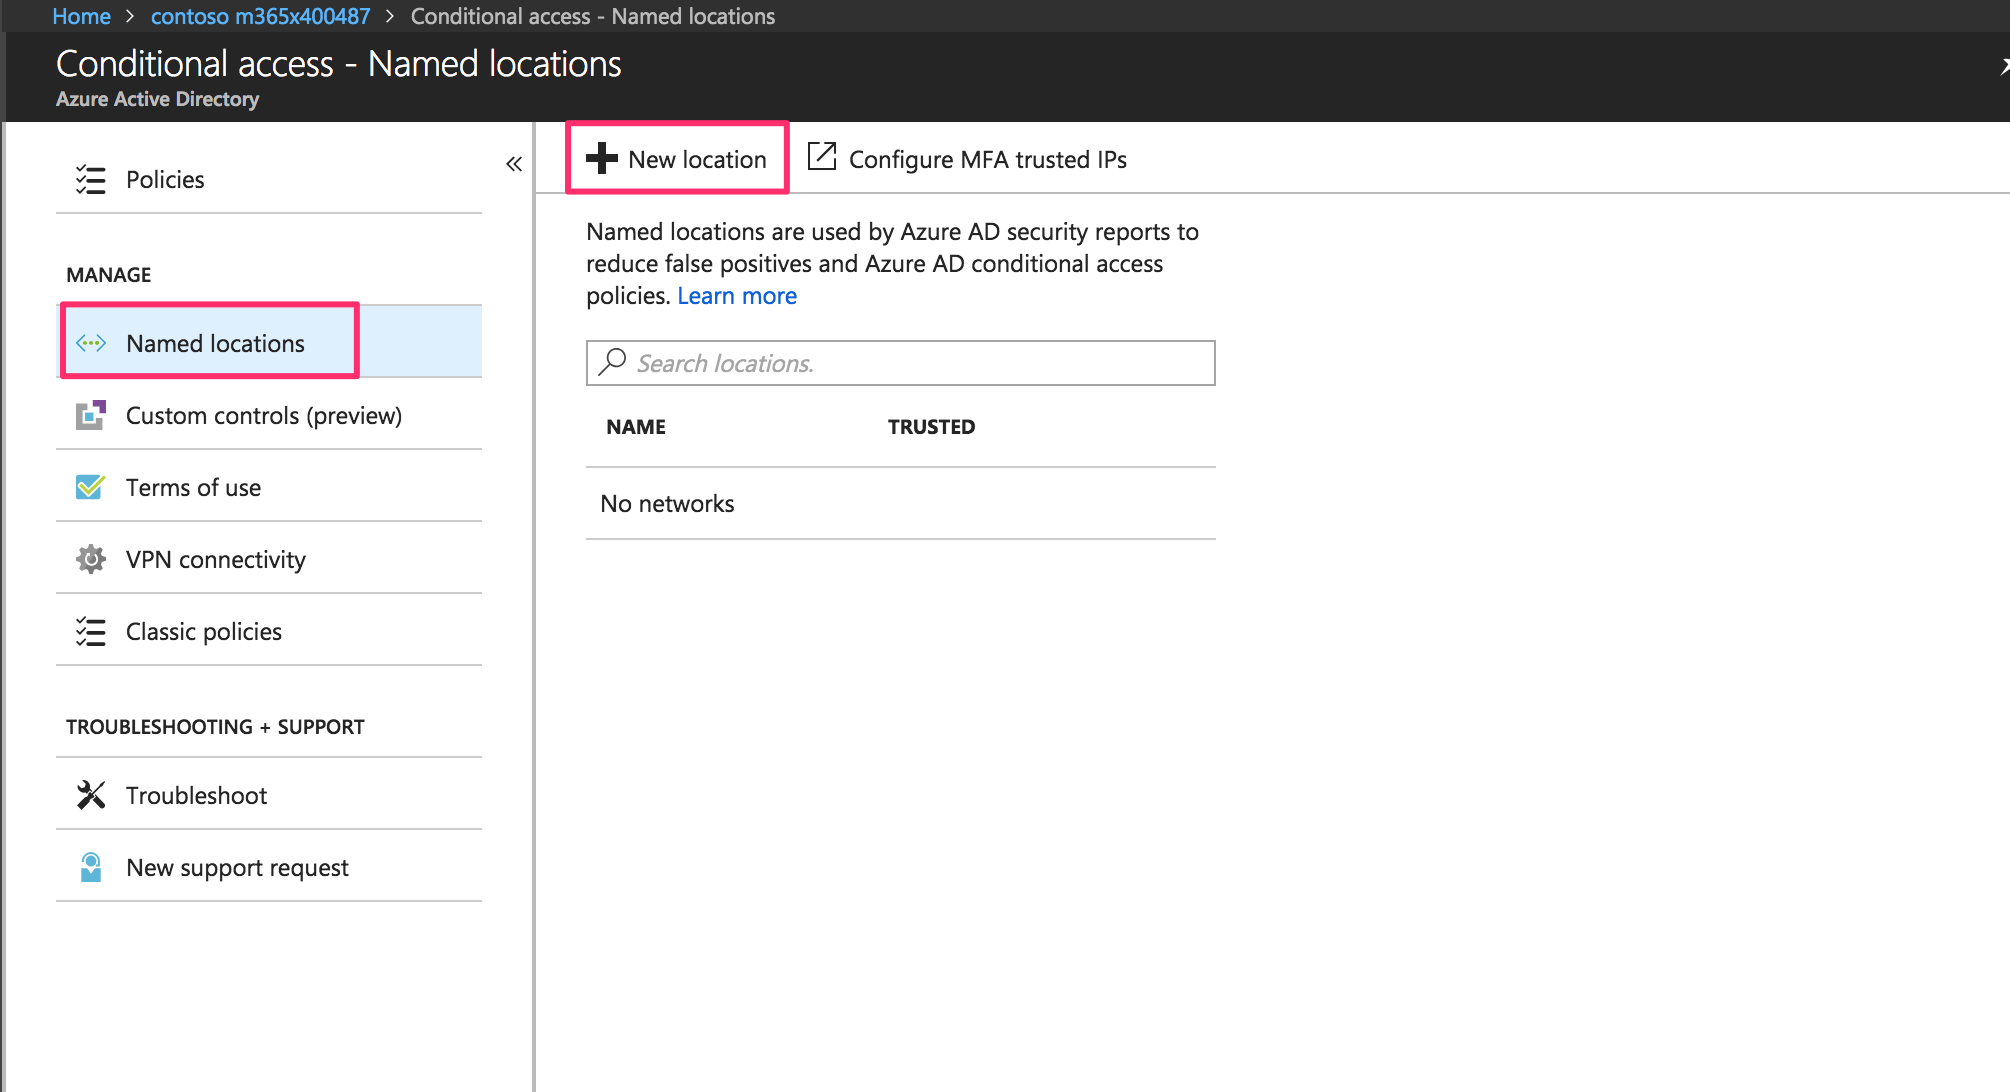 Home > contoso m365x400487 > Conditional access - Named locations
Conditional access - Named locations
Azure Active Directory
Policies
MANAGE
Named locations
Custom controls (preview)
Terms of use
VPN connectivity
Classic policies
TROUBLESHOOTING + SUPPORT
Troubleshoot
New support request
New location
Configure MFA trusted IPs
Named locations are used by Azure AD security reports to
reduce false positives and Azure AD conditional access
policies. Learn more
Search locations.
NAME TRUSTED
No networks